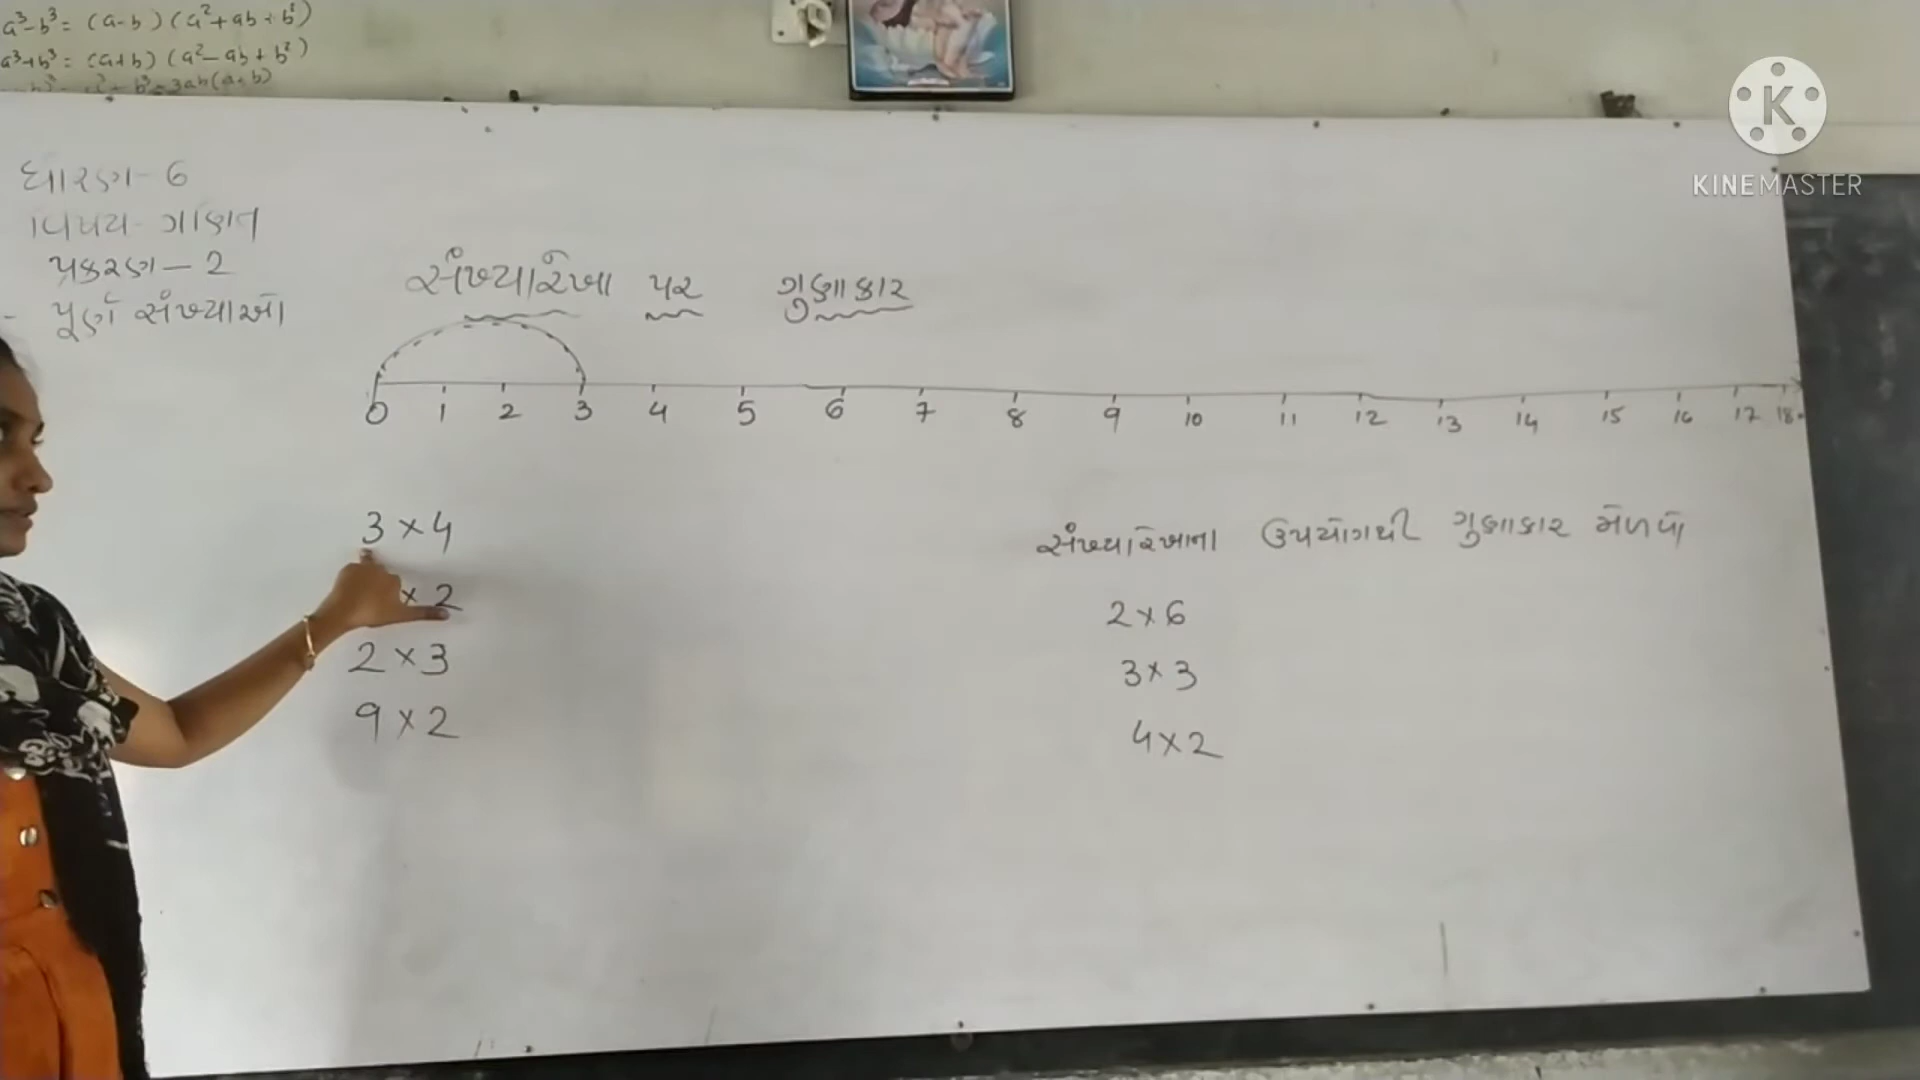 a³-b³ = (a-b) (a²+ab+b²)
a³+b³ = (a+b) (a²-ab+b²)
KINEMASTER
ધોરણ - 6
વિષય - ગણિત
પ્રકરણ - 2
પૂર્ણ સંખ્યાઓ
સંખ્યારેખા પર ગુણાકાર
0 1 2 3 4 5 6 7 8 9 10 11 12 13 14 15 16 17 18
3 × 4
× 2
2 × 3
9 × 2
સંખ્યારેખાના ઉપયોગથી ગુણાકાર મેળવો
2 × 6
3 × 3
4 × 2